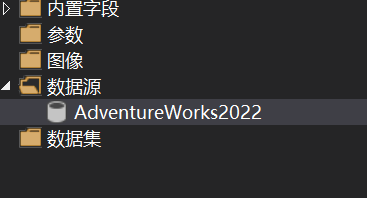 内置字段
参数
图像
数据源
AdventureWorks2022
数据集